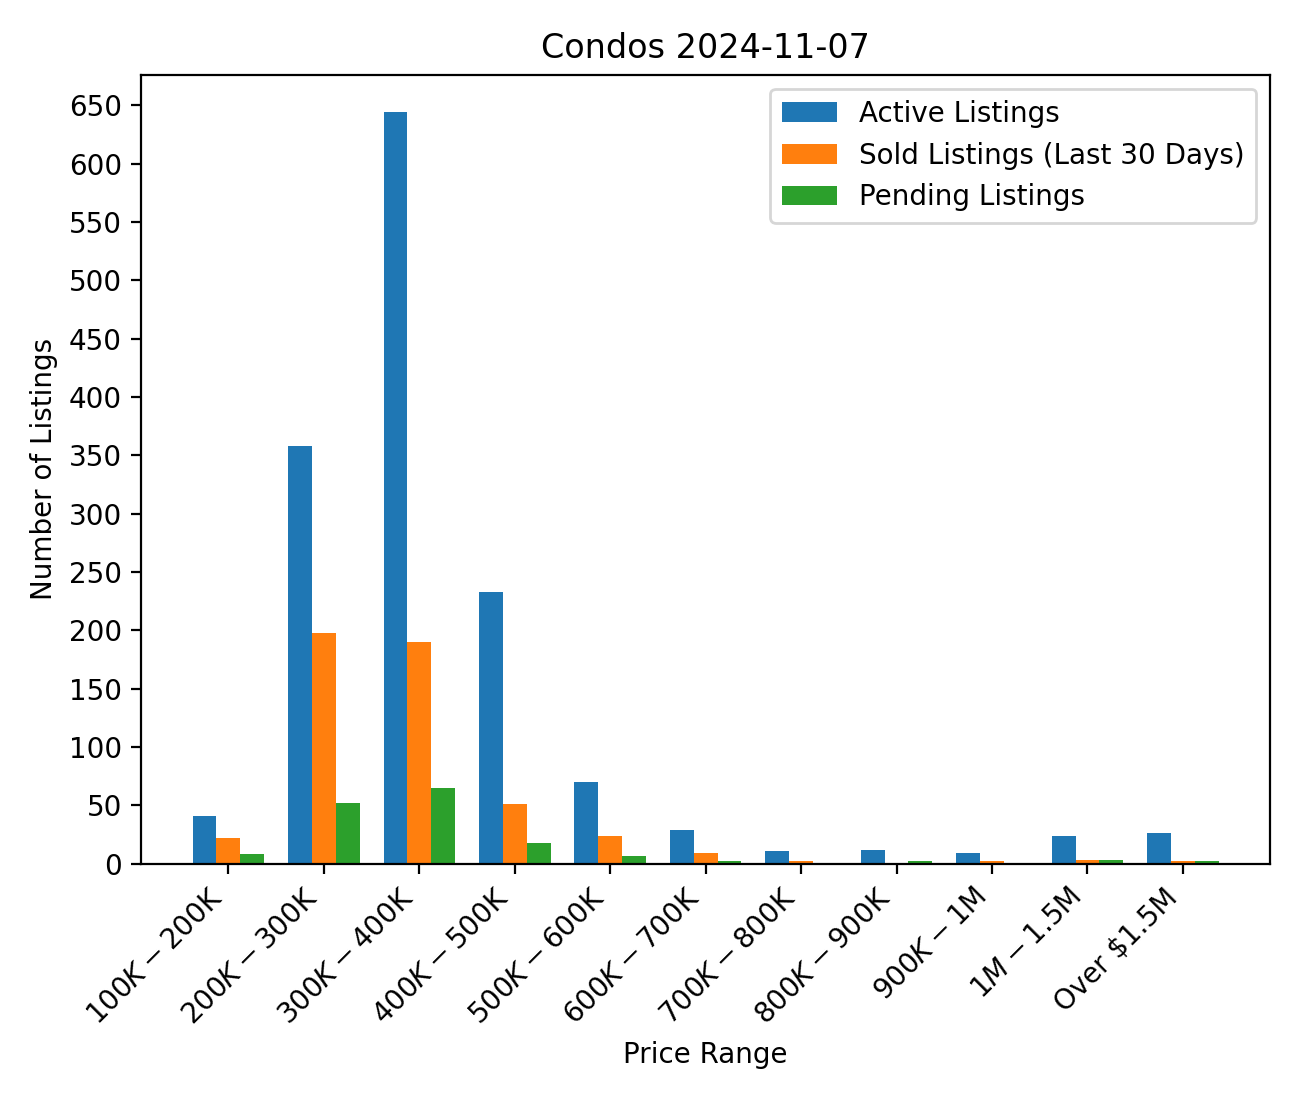 Condos 2024-11-07
Active Listings
Sold Listings (Last 30 Days)
Pending Listings
Number of Listings
650
600
550
500
450
400
350
300
250
200
150
100
50
0
100K − 200K
200K − 300K
300K − 400K
400K − 500K
500K − 600K
600K − 700K
700K − 800K
800K − 900K
900K − 1M
1M − 1.5M
Over $1.5M
Price Range